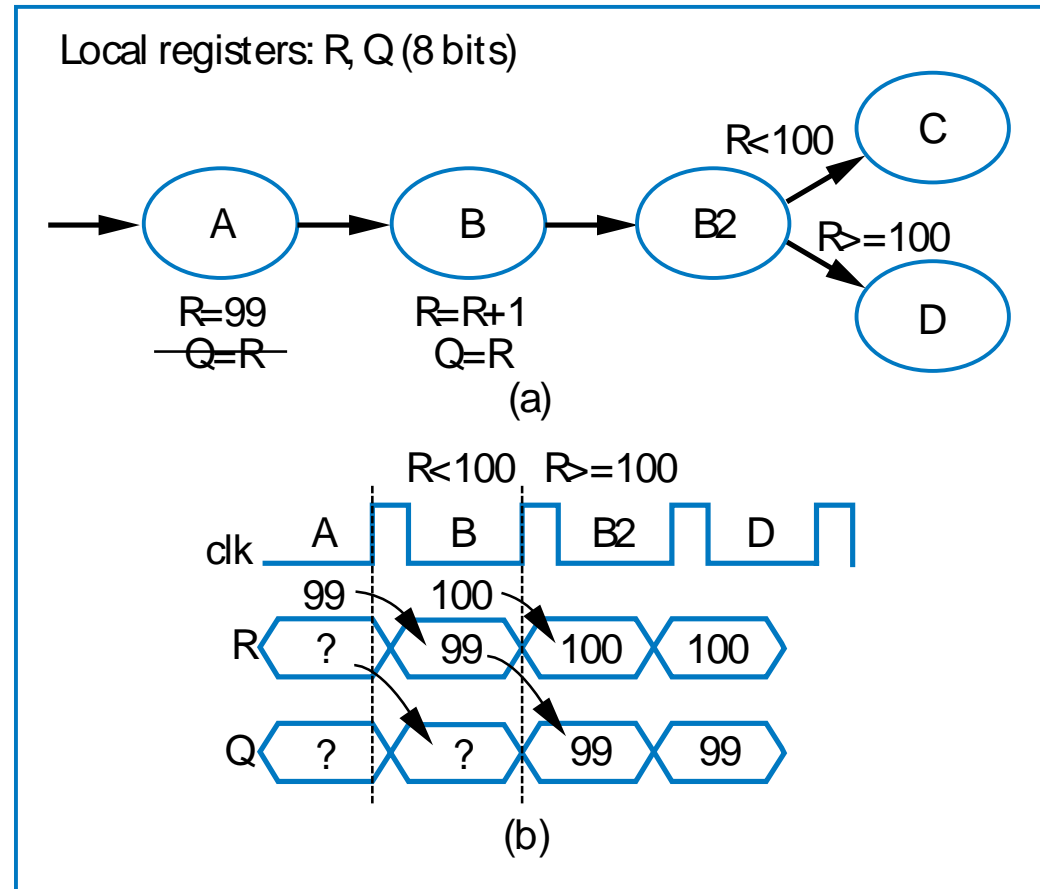 Local registers: R, Q (8 bits)
C
R<100
A
B
B2
R>=100
D
R=99
R=R+1
Q=R
Q=R
(a)
R<100
R>=100
clk
A
B
B2
D
99
100
R
?
99
100
100
Q
?
?
99
99
(b)